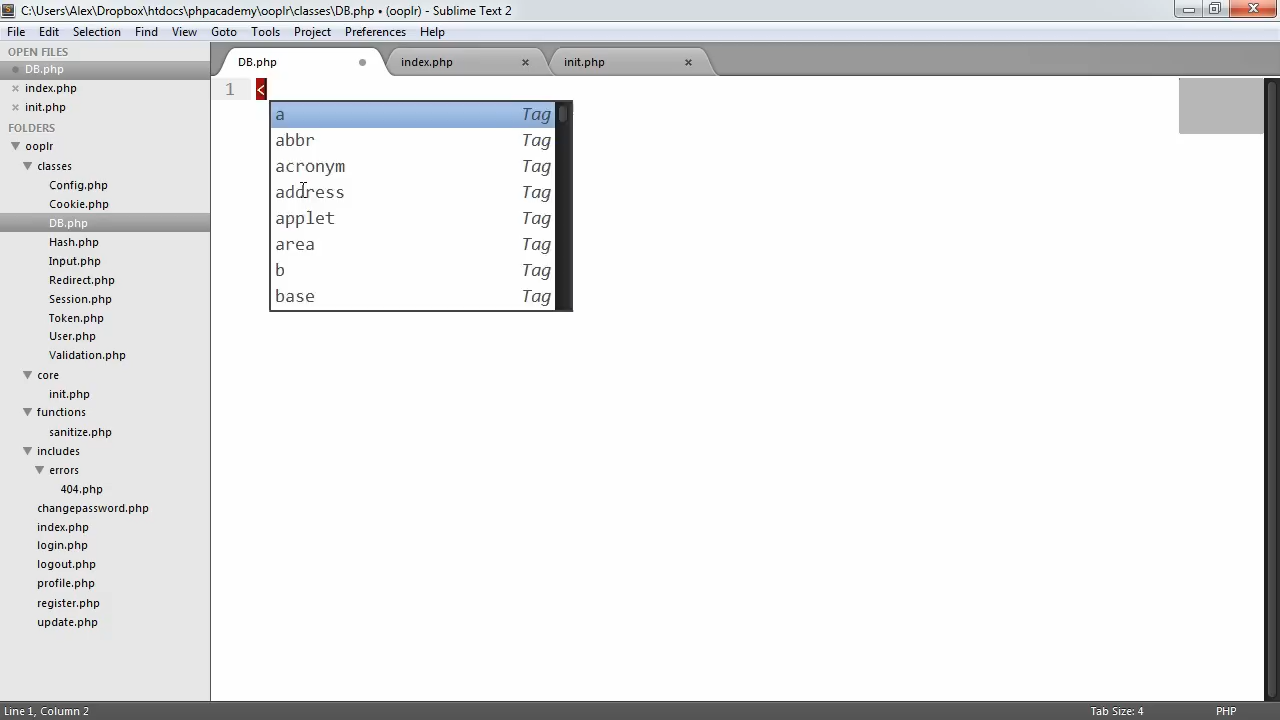 C:\Users\Alex\Dropbox\htdocs\phpacademy\ooplr\classes\DB.php • (ooplr) - Sublime Text 2
File Edit Selection Find View Goto Tools Project Preferences Help
OPEN FILES
DB.php
index.php
init.php
FOLDERS
ooplr
classes
Config.php
Cookie.php
DB.php
Hash.php
Input.php
Redirect.php
Session.php
Token.php
User.php
Validation.php
core
init.php
functions
sanitize.php
includes
errors
404.php
changepassword.php
index.php
login.php
logout.php
profile.php
register.php
update.php
DB.php index.php init.php
1 <
a Tag
abbr Tag
acronym Tag
address Tag
applet Tag
area Tag
b Tag
base Tag
Line 1, Column 2 Tab Size: 4 PHP